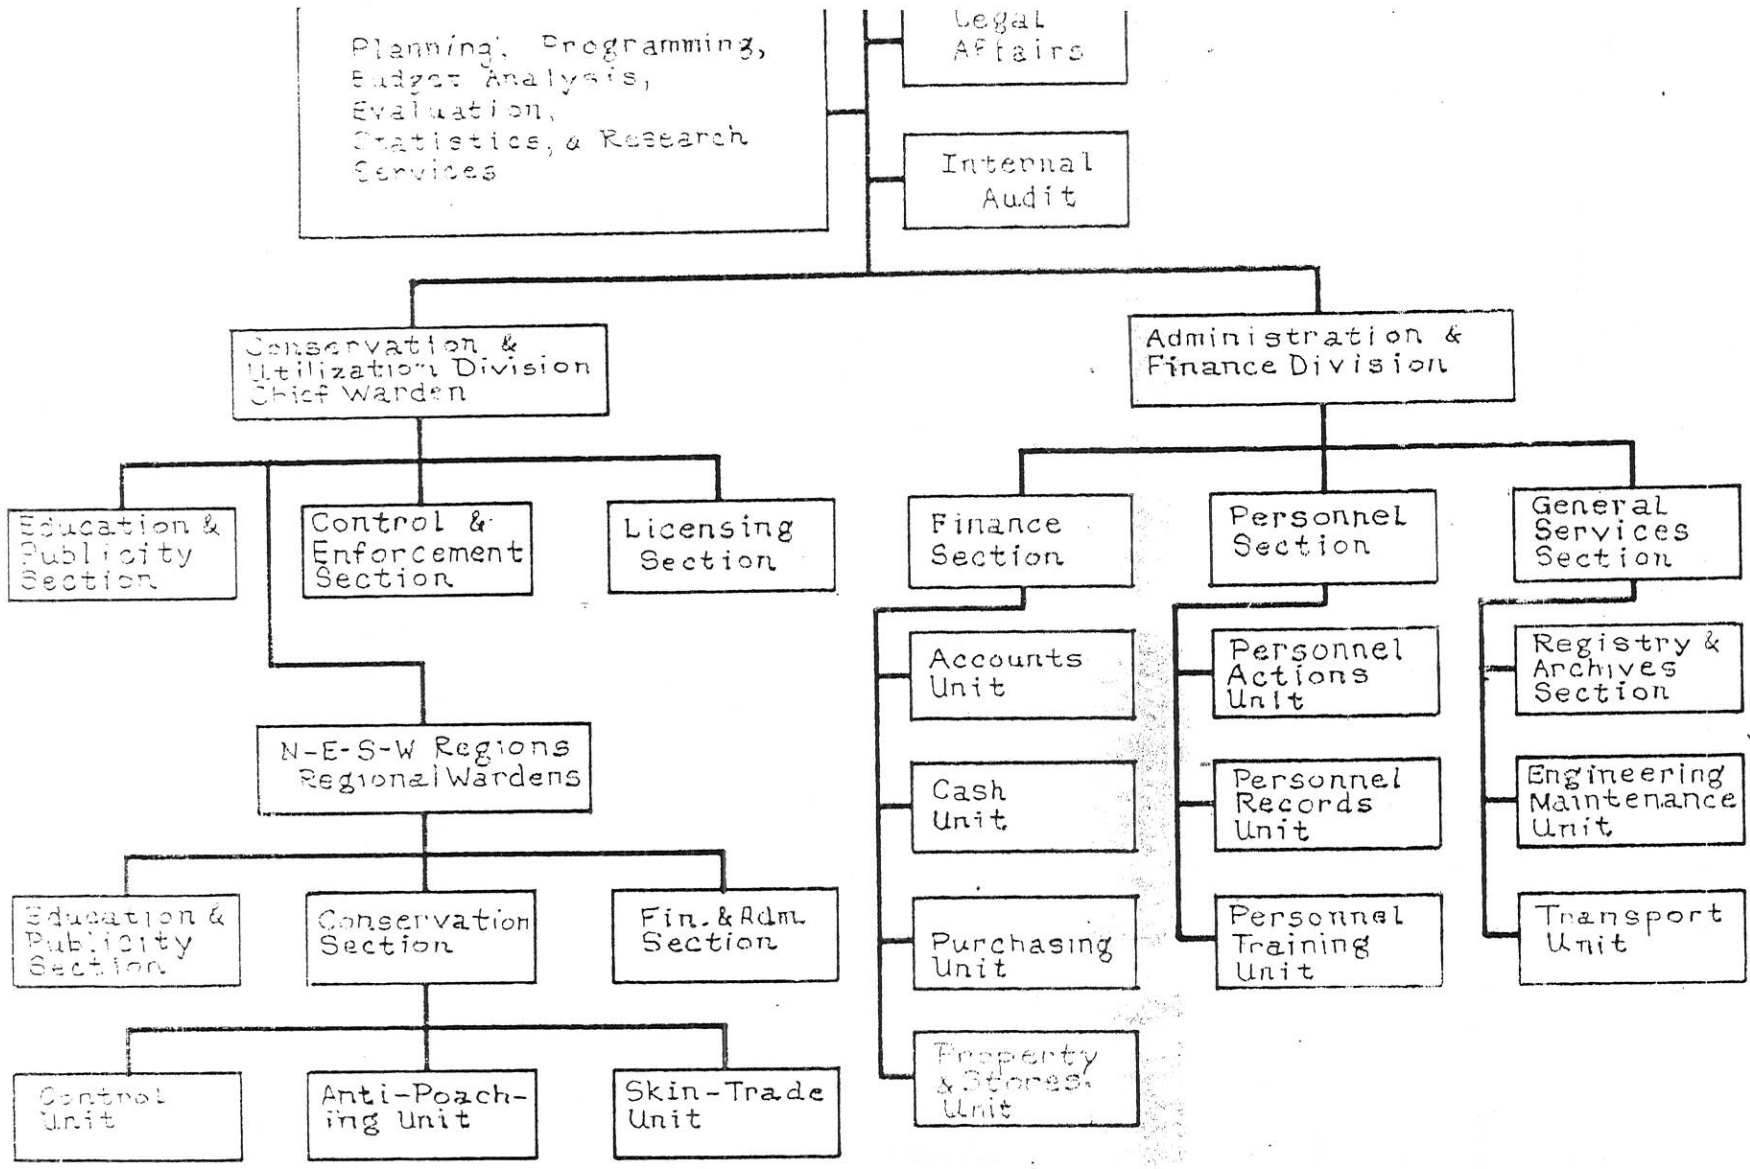 Planning, Programming,
Budget Analysis,
Evaluation,
Statistics, & Research
Services
Legal
Affairs
Internal
Audit
Conservation &
Utilization Division
Chief Warden
Administration &
Finance Division
Education &
Publicity
Section
Control &
Enforcement
Section
Licensing
Section
Finance
Section
Personnel
Section
General
Services
Section
N-E-S-W Regions
Regional Wardens
Education &
Publicity
Section
Conservation
Section
Fin. & Adm.
Section
Control
Unit
Anti-Poach-
ing Unit
Skin-Trade
Unit
Accounts
Unit
Cash
Unit
Purchasing
Unit
Property
& Stores
Unit
Personnel
Actions
Unit
Personnel
Records
Unit
Personnel
Training
Unit
Registry &
Archives
Section
Engineering
Maintenance
Unit
Transport
Unit